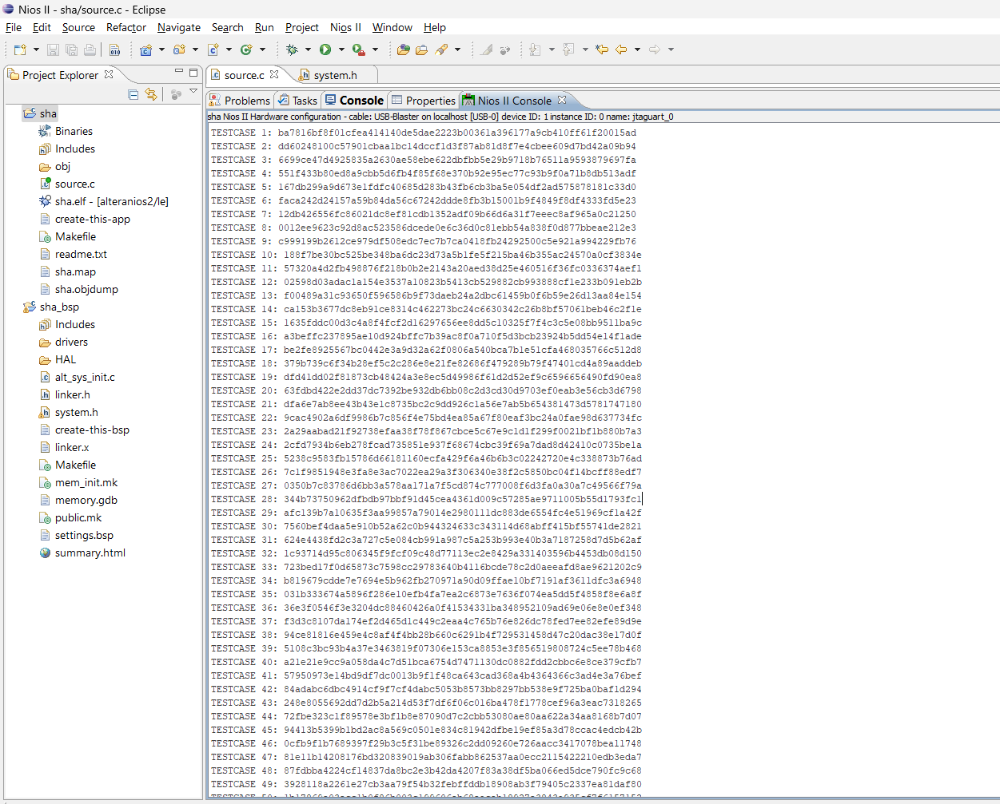 Nios II - sha/source.c - Eclipse
File Edit Source Refactor Navigate Search Run Project Nios II Window Help
Project Explorer
source.c
system.h
Problems Tasks Console Properties Nios II Console
sha Nios II Hardware configuration - cable: USB-Blaster on localhost [USB-0] device ID: 1 instance ID: 0 name: jtaguart_0
sha
Binaries
Includes
obj
source.c
sha.elf - [alteranios2/le]
create-this-app
Makefile
readme.txt
sha.map
sha.objdump
sha_bsp
Includes
drivers
HAL
alt_sys_init.c
linker.h
system.h
create-this-bsp
linker.x
Makefile
mem_init.mk
memory.gdb
public.mk
settings.bsp
summary.html
TESTCASE 1: ba7816bf8f01cfea414140de5dae2223b00361a396177a9cb410ff61f20015ad
TESTCASE 2: dd60248100c57901cbaa1bc14dccf1d3f87ab81d8f7e4cbee609d7bd42a09b94
TESTCASE 3: 6699ce47d4925835a2630ae58ebe622dbfbb5e29b9718b76511a9593879697fa
TESTCASE 4: 551f433b80ed8a9cbb5d6fb4f85f68e370b92e95ec77c93b9f0a71b8db513adf
TESTCASE 5: 167db299a9d673e1fdfc40685d283b43fb6cb3ba5e054df2ad575878181c33d0
TESTCASE 6: faca242d24157a59b84da56c67242ddde8fb3b15001b9f4849f8df4333fd5e23
TESTCASE 7: 12db426556fc86021dc8ef81cdb1352adf09b66d6a31f7eeec8af965a0c21250
TESTCASE 8: 0012ee9623c92d8ac523586dcede0e6c36d0c81ebb54a838f0d877bbeae212e3
TESTCASE 9: c999199b2612ce979df508edc7ec7b7ca0418fb24292500c5e921a994229fb76
TESTCASE 10: 188f7be30bc525be348ba6dc23d73a5b1fe5f215ba46b355ac24570a0cf3834e
TESTCASE 11: 57320a4d2fb498876f218b0b2e2143a20aed38d25e460516f36fc0336374aef1
TESTCASE 12: 02598d03adac1a154e3537a10823b5413cb529882cb993888cf1e233b091eb2b
TESTCASE 13: f00489a31c93650f596586b9f73daeb24a2dbc61459b0f6b59e26d13aa84e154
TESTCASE 14: ca153b3677dc8eb91ce8314c462273bc24c6630342c26b8bf57061beb46c2f1e
TESTCASE 15: 1635fddc00d3c4a8f4fcf2d16297656ee8dd5c10325f7f4c3c5e08bb9511ba9c
TESTCASE 16: a3beffc237895ae10d924bffc7b39ac8f0a710f5d3bcb23924b5dd54e14f1ade
TESTCASE 17: be2fe8925567bc0442e3a9d32a62f0806a540bca7b1e51cfa468035766c512d8
TESTCASE 18: 379b739c6f34b28ef5c2c286e8e21fe82686f479289b79f47401cd4a89aaddeb
TESTCASE 19: dfd41dd02f81873cb48424a3e8ec5d49986f61d2d52ef9c6596656490fd90ea8
TESTCASE 20: 63fdbd422e2dd37dc7392be932db6bb08c2d3cd30d9703ef0eab3e56cb3d6798
TESTCASE 21: dfa6e7ab8ee43b43e1c8735bc2c9dd926c1a56e7ab5b654381473d5781747180
TESTCASE 22: 9cac4902a6df9986b7c856f4e75bd4ea85a67f80eaf3bc24a0fae98d637734fc
TESTCASE 23: 2a29aabad21f92738efaa38f78f867cbce5c67e9c1d1f299f0021bf1b880b7a3
TESTCASE 24: 2cfd7934b6eb278fcad735851e937f68674cbc39f69a7dad8d42410c0735be1a
TESTCASE 25: 5238c9583fb15786d66181160ecfa429f6a46b6b3c02242720e4c338873b76ad
TESTCASE 26: 7c1f9851948e3fa8e3ac7022ea29a3f306340e38f2c5850bc04f14bcff88edf7
TESTCASE 27: 0350b7c83786d6bb3a578aa171a7f5cd874c777008f6d3fa0a30a7c49566f79a
TESTCASE 28: 344b73750962dfbdb97bbf91d45cea4361d009c57285ae9711005b55d1793fc1
TESTCASE 29: afc139b7a10635f3aa99857a79014e2980111dc883de6554fc4e51969cf1a42f
TESTCASE 30: 7560bef4daa5e910b52a62c0b944324633c343114d68abff415bf55741de2821
TESTCASE 31: 624e4438fd2c3a727c5e084cb991a987c5a253b993e40b3a7187258d7d5b62af
TESTCASE 32: 1c93714d95c806345f9fcf09c48d77113ec2e8429a331403596b4453db08d150
TESTCASE 33: 723bed17f0d65873c7598cc29783640b4116bcde78c2d0aeeafd8ae9621202c9
TESTCASE 34: b819679cdde7e7694e5b962fb270971a90d09ffae10bf7191af3611dfc3a6948
TESTCASE 35: 031b333674a5896f286e10efb4fa7ea2c6873e7636f074ea5dd5f4858f8e6a8f
TESTCASE 36: 36e3f0546f3e3204dc88460426a0f41534331ba348952109ad69e06e8e0ef348
TESTCASE 37: f3d3c8107da174ef2d465d1c449c2eaa4c765b76e826dc78fed7ee82efe89d9e
TESTCASE 38: 94ce81816e459e4c8af4f4bb28b660c6291b4f729531458d47c20dac38e17d0f
TESTCASE 39: 5108c3bc93b4a37e3463819f07306e153ca8853e3f856519808724c5ee78b468
TESTCASE 40: a21e21e9cc9a058da4c7d51bca6754d7471130dc0882fdd2cbbc6e8ce379cfb7
TESTCASE 41: 57950973e14bd9df7dc0013b9f1f48ca643cad368a4b4364366c3ad4e3a76bef
TESTCASE 42: 84adabc6dbc4914cf9f7cf4dabc5053b8573bb8297bb538e9f725ba0baf1d294
TESTCASE 43: 248e8055692dd7d2b5a214d53f7df6f06c016ba478f1778cef96a3eac7318265
TESTCASE 44: 72fbe323c1f89578e3bf1b8e87090d7c2cbb53080ae80aa622a34aa8168b7d07
TESTCASE 45: 94413b5399b1bd2ac8a569c0501e834c81942dfbe19ef85a3d78ccac4edcb42b
TESTCASE 46: 0cfb9f1b7689397f29b3c5f31be89326c2dd09260e726aacc3417078bea11748
TESTCASE 47: 81e11b14208176bd320839019ab306fabb862537aa0ecc2115422210edb3eda7
TESTCASE 48: 87fdbba4224cf14837da8bc2e3b42da4207f83a38df5ba066ed5dce790fc9c68
TESTCASE 49: 3928118a2261e27cb3aa79f54b32febffddb18908ab3f79405c2337ea81daf80